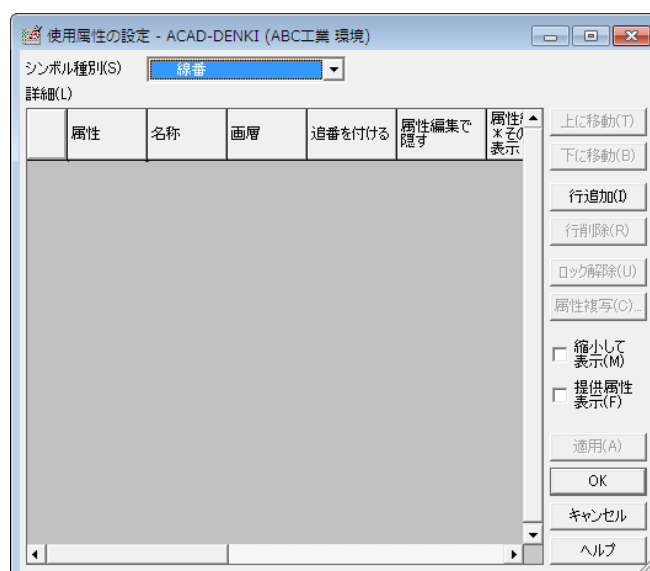 使用属性の設定 - ACAD-DENKI (ABC工業 環境)
シンボル種別(S)
線番
詳細(L)
属性
名称
画層
追番を付ける
属性編集で
隠す
※その
表示
上に移動(T)
下に移動(B)
行追加(I)
行削除(R)
ロック解除(U)
属性複写(C)...
縮小して
表示(M)
提供属性
表示(F)
適用(A)
OK
キャンセル
ヘルプ